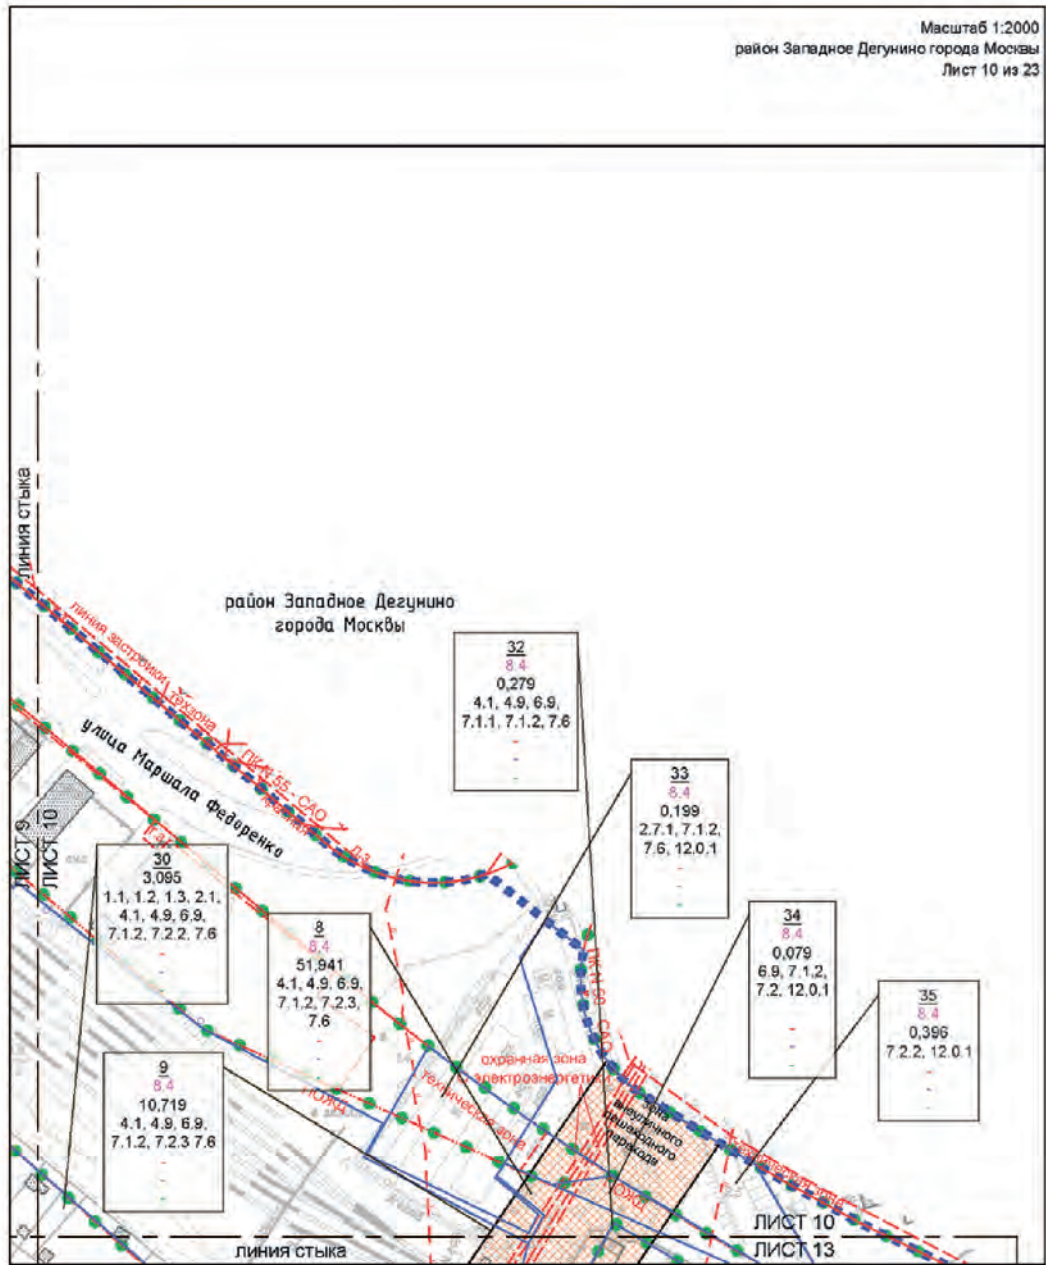 Масштаб 1:2000
район Западное Дегунино города Москвы
Лист 10 из 23
линия стыка
район Западное Дегунино
города Москвы
линия застройки
техзона
ПК N 55 - САО
улица Маршала Федоренко
ЛИСТ 9
ЛИСТ 10
32
8.4
0,279
4.1, 4.9, 6.9,
7.1.1, 7.1.2, 7.6
-
-
-
33
8.4
0,199
2.7.1, 7.1.2,
7.6, 12.0.1
-
-
-
30
3,095
1.1, 1.2, 1.3, 2.1,
4.1, 4.9, 6.9,
7.1.2, 7.2.2, 7.6
-
-
-
8
8.4
51,941
4.1, 4.9, 6.9,
7.1.2, 7.2.3,
7.6
-
-
-
34
8.4
0,079
6.9, 7.1.2,
7.2, 12.0.1
-
-
-
35
8.4
0,396
7.2.2, 12.0.1
-
-
-
9
8.4
10,719
4.1, 4.9, 6.9,
7.1.2, 7.2.3 7.6
-
-
-
ПОЖД
охранная зона
электроэнергетики
техническая зона
зона
внеуличного
пешеходного
перехода
ЛИСТ 10
ЛИСТ 13
линия стыка